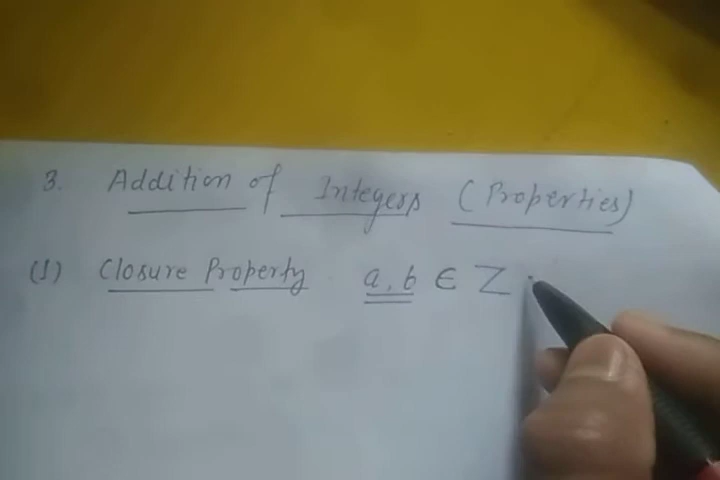 3. Addition of Integers (Properties)
(1) Closure Property a, b ∈ Z